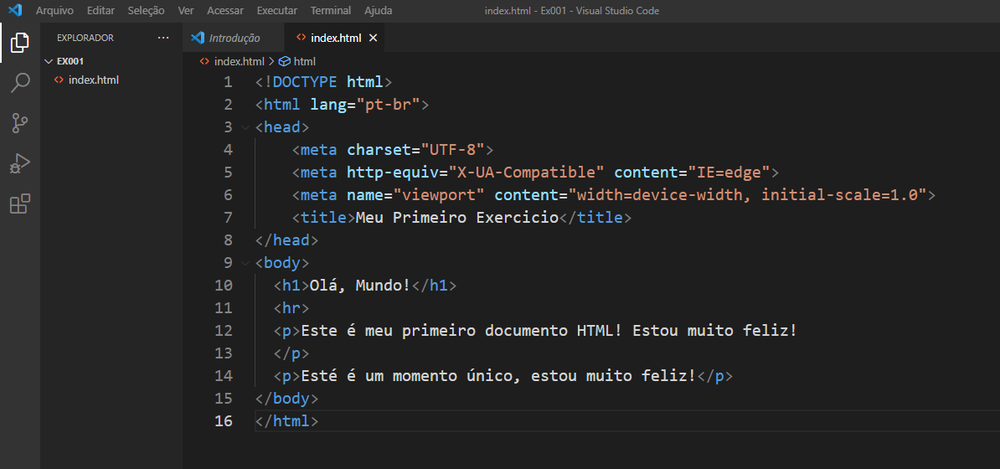 Arquivo Editar Seleção Ver Acessar Executar Terminal Ajuda index.html - Ex001 - Visual Studio Code
EXPLORADOR ···
EX001
index.html
Introdução index.html
index.html > html
1 <!DOCTYPE html>
2 <html lang="pt-br">
3 <head>
4 <meta charset="UTF-8">
5 <meta http-equiv="X-UA-Compatible" content="IE=edge">
6 <meta name="viewport" content="width=device-width, initial-scale=1.0">
7 <title>Meu Primeiro Exercicio</title>
8 </head>
9 <body>
10 <h1>Olá, Mundo!</h1>
11 <hr>
12 <p>Este é meu primeiro documento HTML! Estou muito feliz!
13 </p>
14 <p>Esté é um momento único, estou muito feliz!</p>
15 </body>
16 </html>